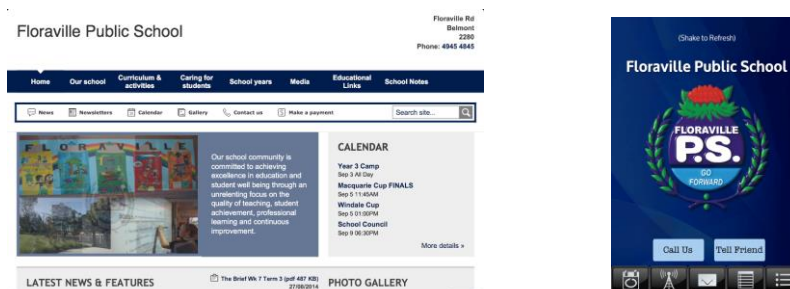 Floraville Public School
Floraville Rd
Belmont
2280
Phone: 4945 4845
Home
Our school
Curriculum & activities
Caring for students
School years
Media
Educational Links
School Notes
News
Newsletters
Calendar
Gallery
Contact us
Make a payment
Search site...
FLORAVILLE
Our school community is
committed to achieving
excellence in education and
student well being through an
unrelenting focus on the
quality of teaching, student
achievement, professional
learning and continuous
improvement.
CALENDAR
Year 3 Camp
Sep 3 All Day
Macquarie Cup FINALS
Sep 5 11:45AM
Windale Cup
Sep 5 01:00PM
School Council
Sep 9 06:30PM
More details »
LATEST NEWS & FEATURES
The Brief Wk 7 Term 3 (pdf 487 KB)
27/08/2014
PHOTO GALLERY
(Shake to Refresh)
Floraville Public School
FLORAVILLE
P.S.
GO
FORWARD
Call Us
Tell Friend